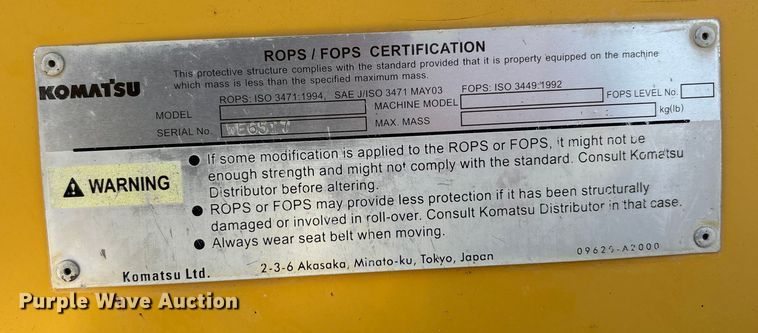 ROPS / FOPS CERTIFICATION
This protective structure complies with the standard provided that it is property equipped on the machine
which mass is less than the specified maximum mass.
KOMATSU
ROPS: ISO 3471:1994, SAE J/ISO 3471 MAY03 FOPS: ISO 3449:1992 FOPS LEVEL No.
MODEL MACHINE MODEL
SERIAL No. MAX. MASS kg(lb)
WARNING
● If some modification is applied to the ROPS or FOPS, it might not be
enough strength and might not comply with the standard. Consult Komatsu
Distributor before altering.
● ROPS or FOPS may provide less protection if it has been structurally
damaged or involved in roll-over. Consult Komatsu Distributor in that case.
● Always wear seat belt when moving.
Komatsu Ltd. 2-3-6 Akasaka, Minato-ku, Tokyo, Japan 09620-A2000
Purple Wave Auction